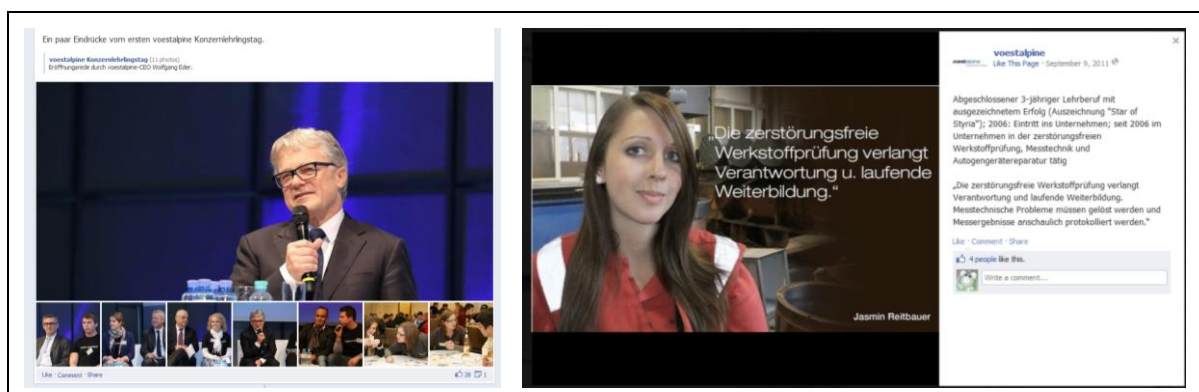 Ein paar Eindrücke vom ersten voestalpine Konzernlehrlingstag.
voestalpine Konzernlehrlingstag (11 photos)
Eröffnungsrede durch voestalpine-CEO Wolfgang Eder.
Like · Comment · Share
28 1
„Die zerstörungsfreie
Werkstoffprüfung verlangt
Verantwortung u. laufende
Weiterbildung.“
Jasmin Reitbauer
voestalpine
Like This Page · September 9, 2011
Abgeschlossener 3-jähriger Lehrberuf mit
ausgezeichnetem Erfolg (Auszeichnung "Star of
Styria"); 2006: Eintritt ins Unternehmen; seit 2006 im
Unternehmen in der zerstörungsfreien
Werkstoffprüfung, Messtechnik und
Autogengerätereparatur tätig
„Die zerstörungsfreie Werkstoffprüfung verlangt
Verantwortung und laufende Weiterbildung.
Messtechnische Probleme müssen gelöst werden und
Messergebnisse anschaulich protokolliert werden."
Like · Comment · Share
4 people like this.
Write a comment...